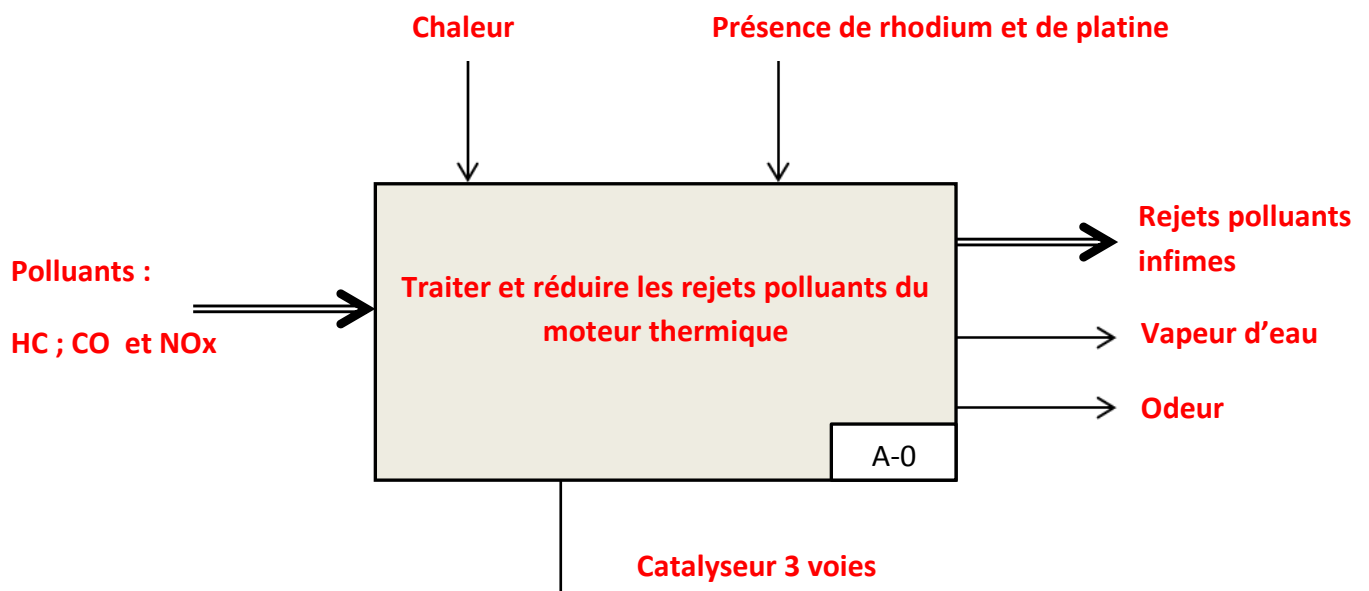 Chaleur
Présence de rhodium et de platine
Polluants :
HC ; CO et NOx
Traiter et réduire les rejets polluants du
moteur thermique
Rejets polluants
infimes
Vapeur d’eau
Odeur
A-0
Catalyseur 3 voies